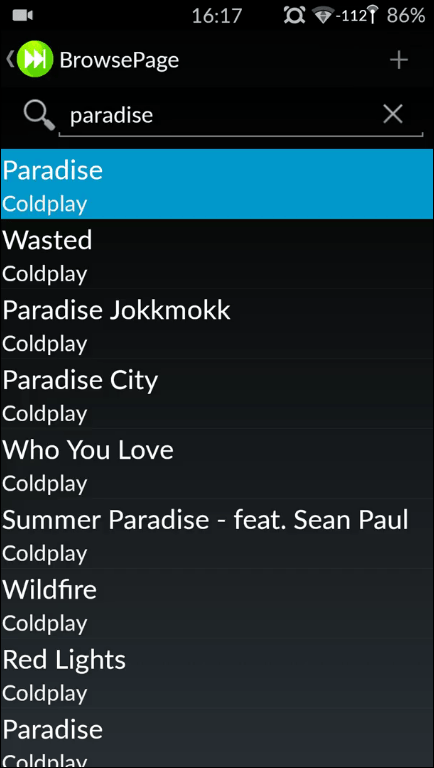 16:17
-112
86%
BrowsePage
paradise
Paradise
Coldplay
Wasted
Coldplay
Paradise Jokkmokk
Coldplay
Paradise City
Coldplay
Who You Love
Coldplay
Summer Paradise - feat. Sean Paul
Coldplay
Wildfire
Coldplay
Red Lights
Coldplay
Paradise
Coldplay